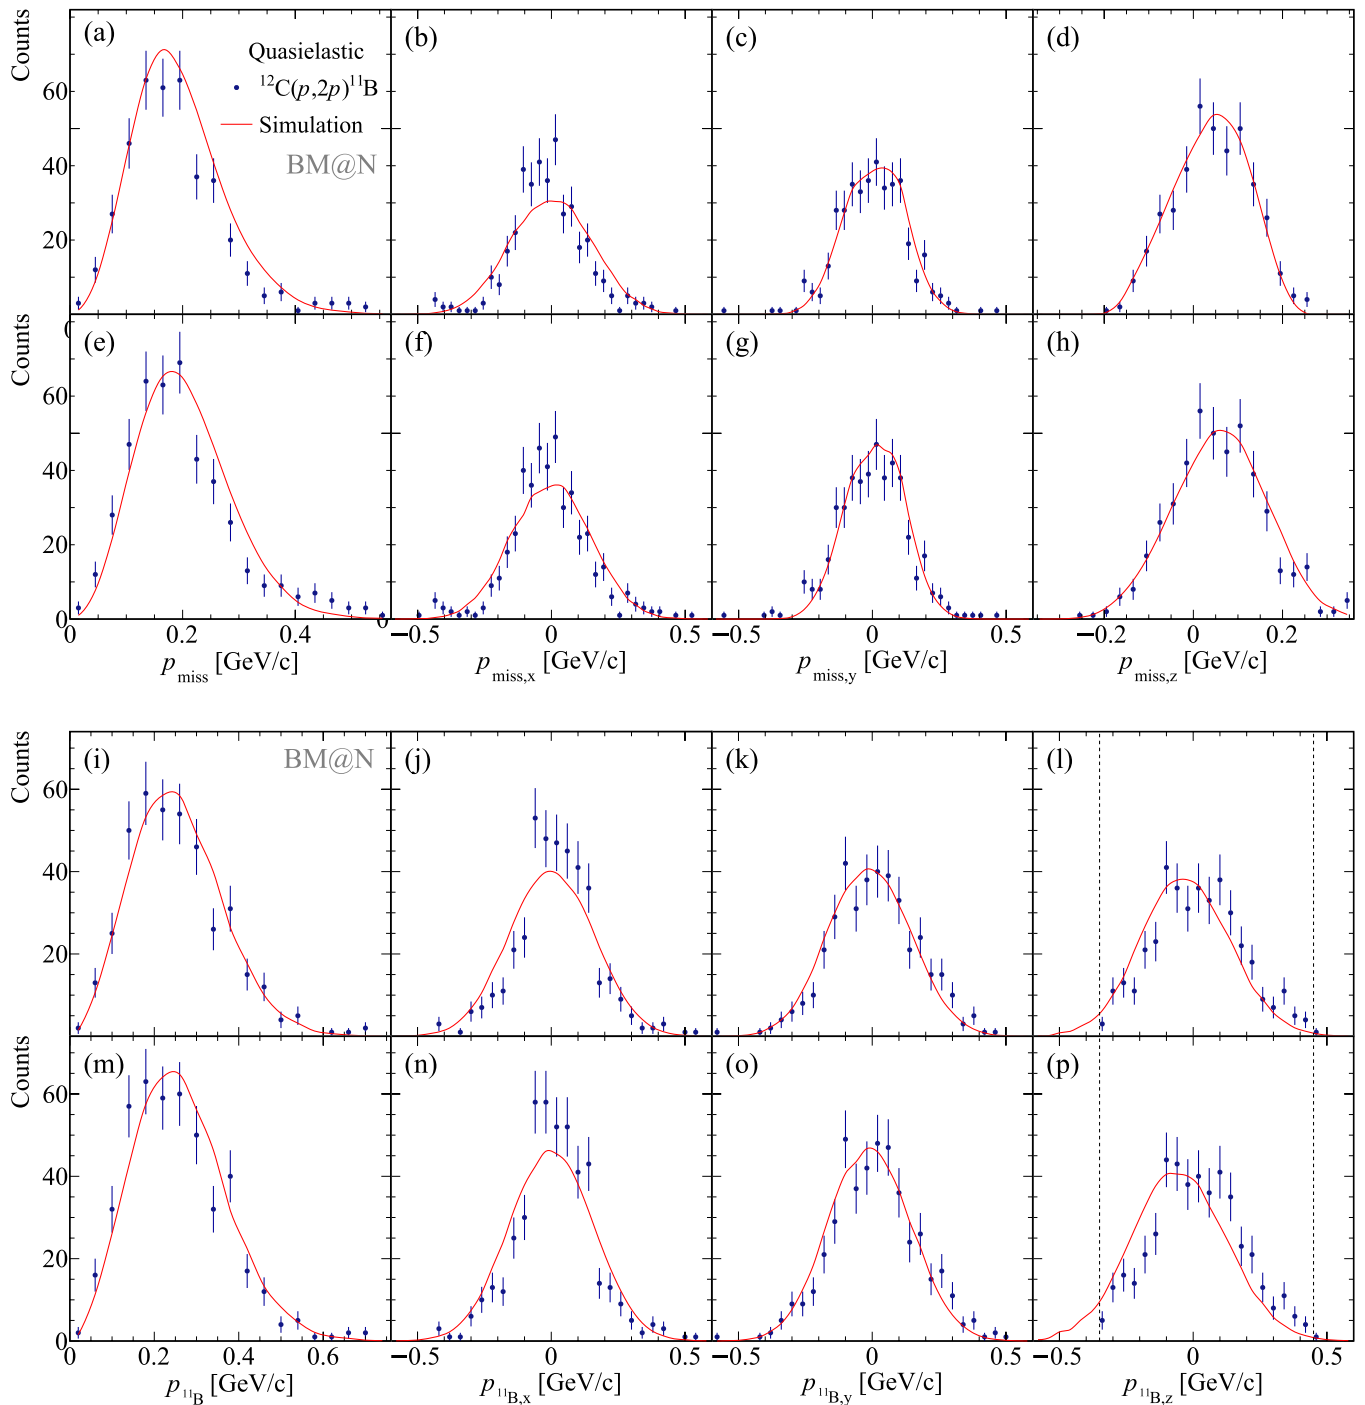 Counts
60
40
20
(a)
Quasielastic
¹²C(p,2p)¹¹B
Simulation
BM@N
(b)
(c)
(d)
Counts
60
40
20
0
(e)
(f)
(g)
(h)
0 0.2 0.4 0
−0.5 0 0.5
−0.5 0 0.5
−0.2 0 0.2
p_miss [GeV/c]
p_miss,x [GeV/c]
p_miss,y [GeV/c]
p_miss,z [GeV/c]
Counts
60
40
20
(i)
BM@N
(j)
(k)
(l)
Counts
60
40
20
0
(m)
(n)
(o)
(p)
0 0.2 0.4 0.6
−0.5 0 0.5
−0.5 0 0.5
−0.5 0 0.5
p_¹¹B [GeV/c]
p_¹¹B,x [GeV/c]
p_¹¹B,y [GeV/c]
p_¹¹B,z [GeV/c]